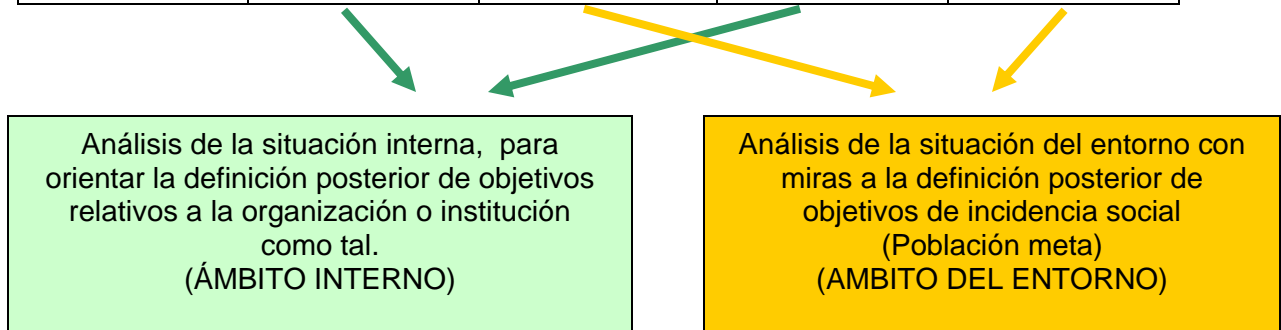 Análisis de la situación interna, para
orientar la definición posterior de objetivos
relativos a la organización o institución
como tal.
(ÁMBITO INTERNO)
Análisis de la situación del entorno con
miras a la definición posterior de
objetivos de incidencia social
(Población meta)
(AMBITO DEL ENTORNO)